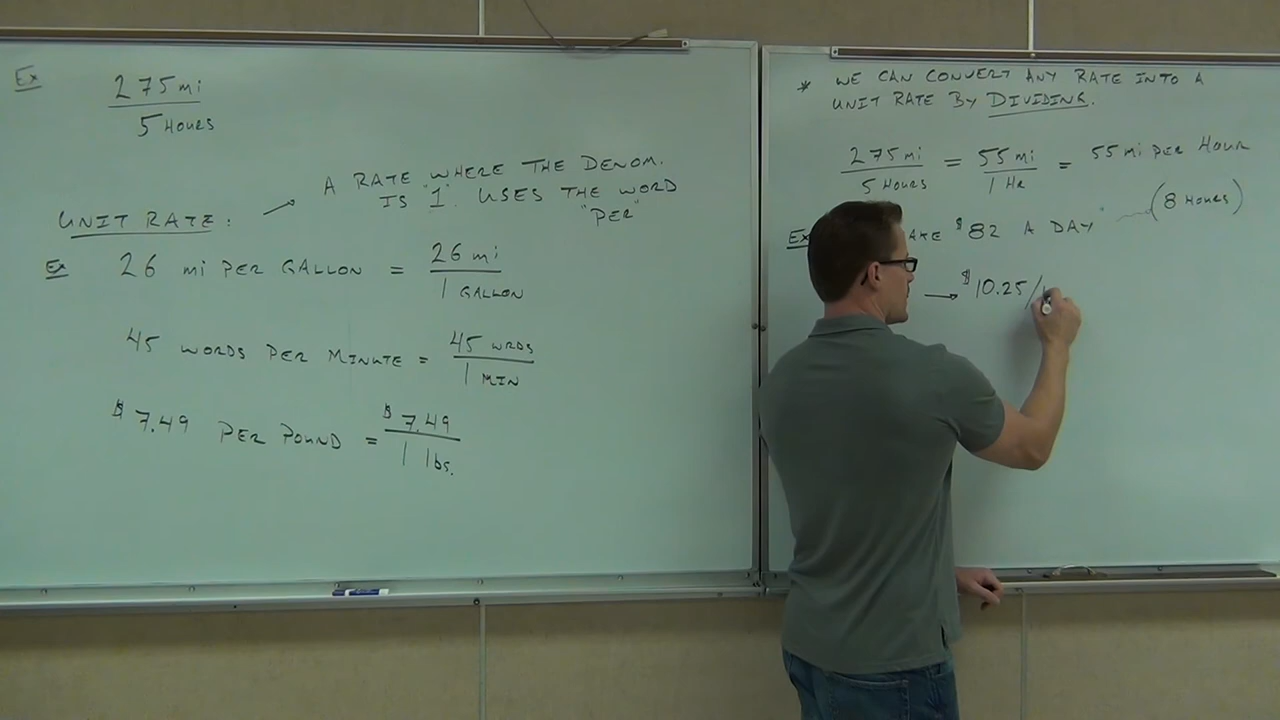 Ex
275 mi
5 HOURS
UNIT RATE:
A RATE WHERE THE DENOM.
IS "1". USES THE WORD
"PER"
Ex
26 mi PER GALLON = 26 mi
1 GALLON
45 WORDS PER MINUTE = 45 WRDS
1 MIN
$7.49 PER POUND = $7.49
1 lbs.
* WE CAN CONVERT ANY RATE INTO A
UNIT RATE BY DIVIDING.
275 mi = 55 mi = 55 mi PER HOUR
5 HOURS 1 HR
(8 HOURS)
Ex $82 A DAY"
→ $10.25/